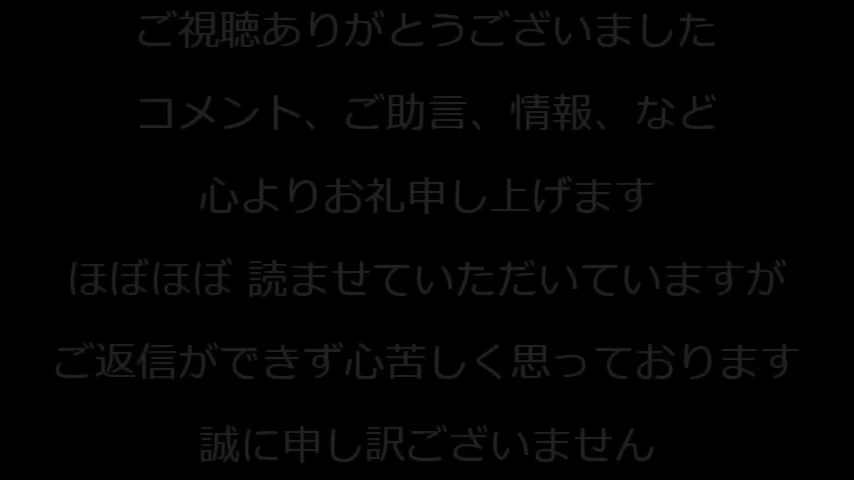 ご視聴ありがとうございました
コメント、ご助言、情報、など
心よりお礼申し上げます
ほぼほぼ 読ませていただいていますが
ご返信ができず心苦しく思っております
誠に申し訳ございません